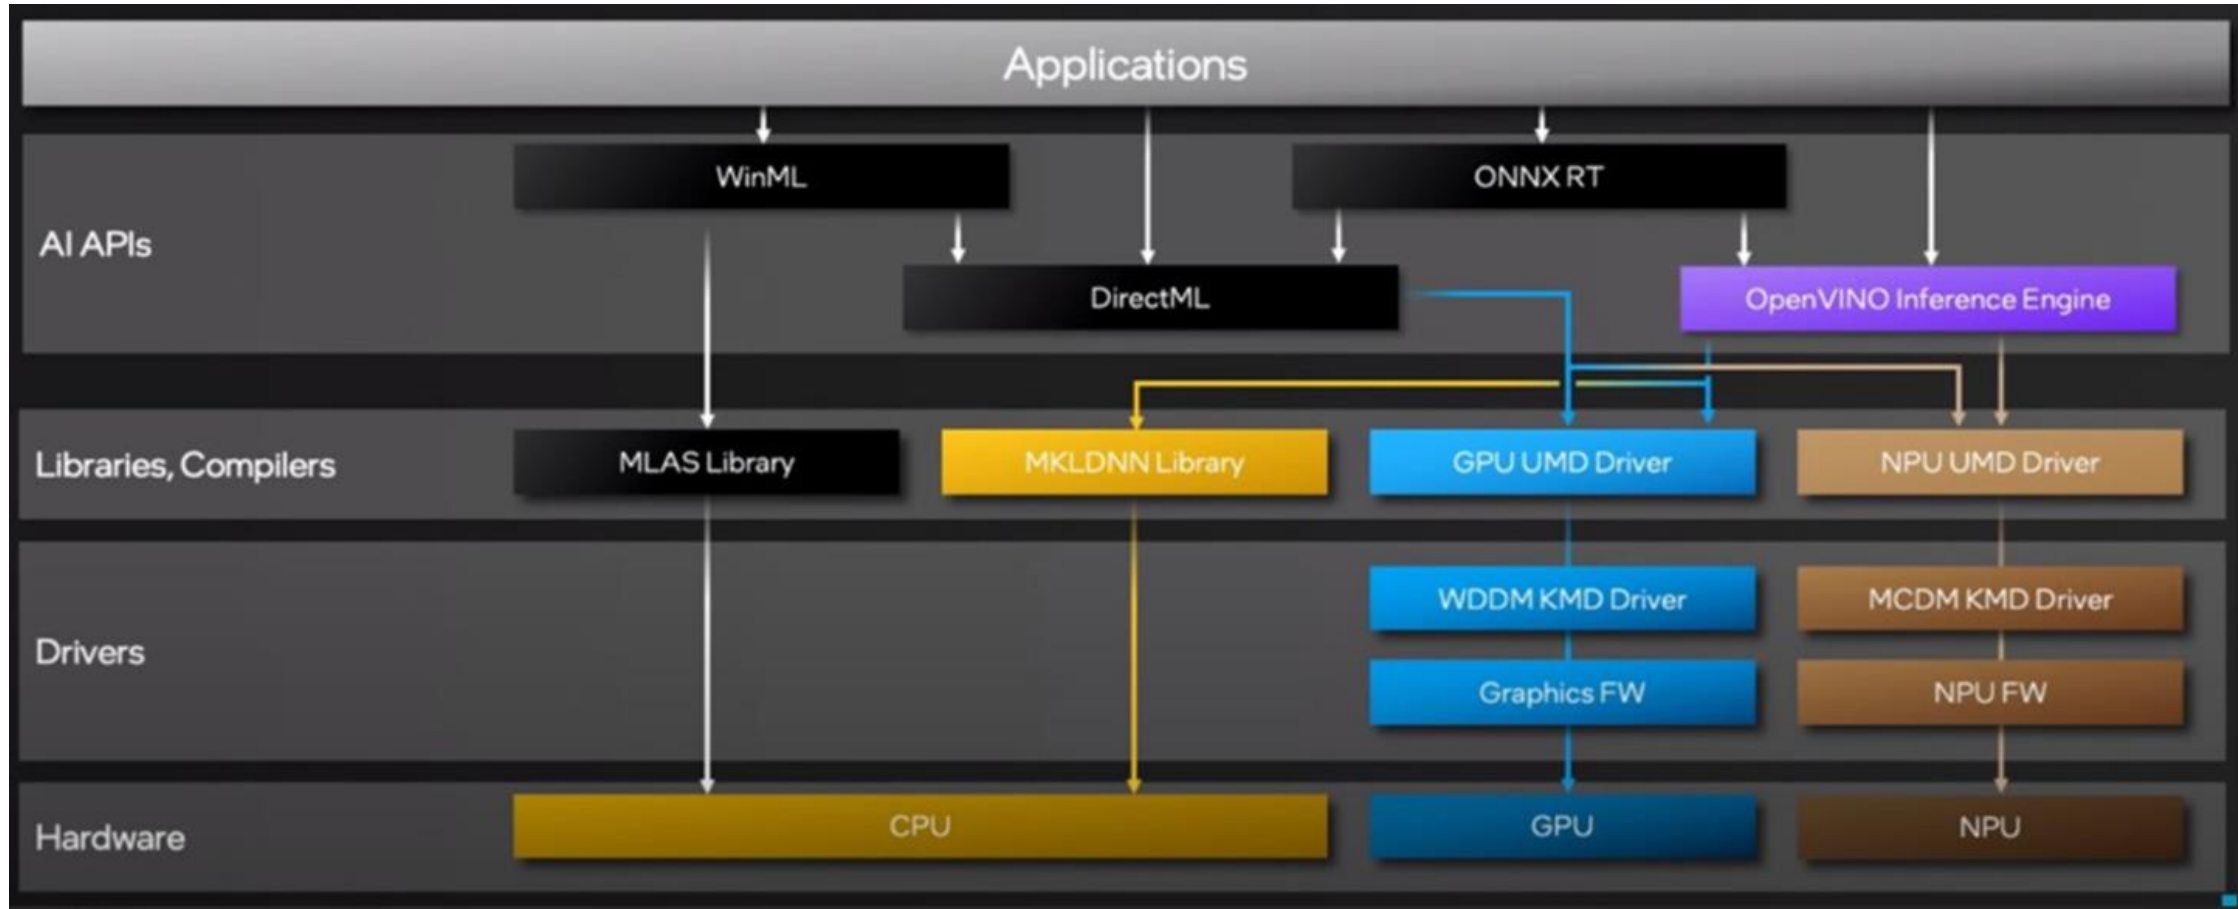 Applications
WinML
ONNX RT
AI APIs
DirectML
OpenVINO Inference Engine
Libraries, Compilers
MLAS Library
MKLDNN Library
GPU UMD Driver
NPU UMD Driver
WDDM KMD Driver
MCDM KMD Driver
Drivers
Graphics FW
NPU FW
Hardware
CPU
GPU
NPU